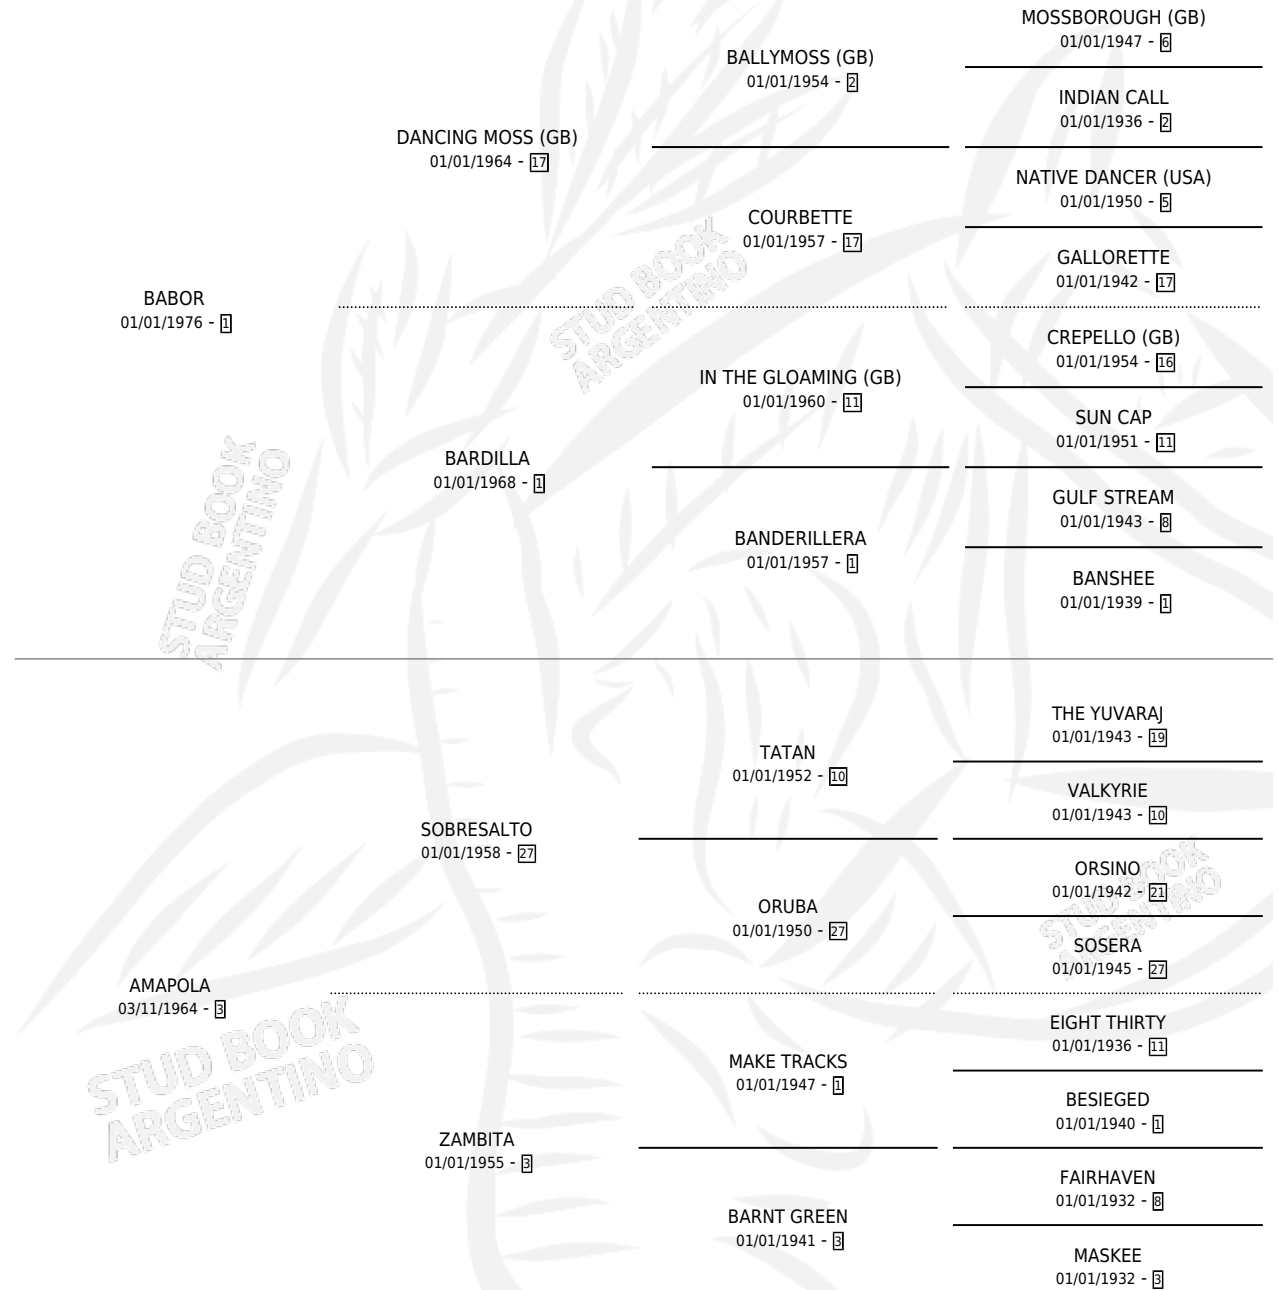 MOSSBOROUGH (GB)
01/01/1947 - 6
BALLYMOSS (GB)
01/01/1954 - 2
INDIAN CALL
01/01/1936 - 2
DANCING MOSS (GB)
01/01/1964 - 17
NATIVE DANCER (USA)
01/01/1950 - 5
COURBETTE
01/01/1957 - 17
GALLORETTE
01/01/1942 - 17
BABOR
01/01/1976 - 1
CREPELLO (GB)
01/01/1954 - 16
IN THE GLOAMING (GB)
01/01/1960 - 11
SUN CAP
01/01/1951 - 11
BARDILLA
01/01/1968 - 1
GULF STREAM
01/01/1943 - 8
BANDERILLERA
01/01/1957 - 1
BANSHEE
01/01/1939 - 1
THE YUVARAJ
01/01/1943 - 19
TATAN
01/01/1952 - 10
VALKYRIE
01/01/1943 - 10
SOBRESALTO
01/01/1958 - 27
ORSINO
01/01/1942 - 21
ORUBA
01/01/1950 - 27
SOSERA
01/01/1945 - 27
AMAPOLA
03/11/1964 - 3
EIGHT THIRTY
01/01/1936 - 11
MAKE TRACKS
01/01/1947 - 1
BESIEGED
01/01/1940 - 1
ZAMBITA
01/01/1955 - 3
FAIRHAVEN
01/01/1932 - 8
BARNT GREEN
01/01/1941 - 3
MASKEE
01/01/1932 - 3
STUD BOOK
ARGENTINO
STUD BOOK
ARGENTINO
STUD BOOK
ARGENTINO
STUD BOOK
ARGENTINO